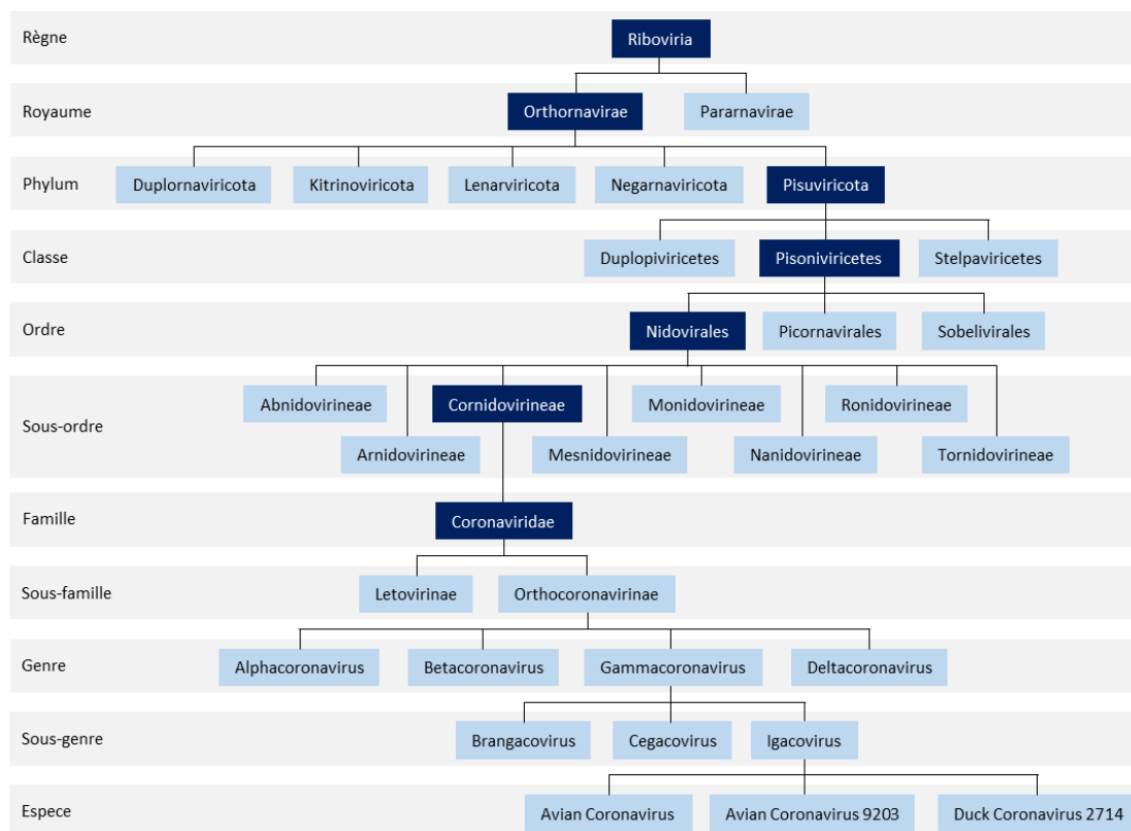 Règne
Riboviria
Royaume
Orthornavirae
Pararnavirae
Phylum
Duplornaviricota
Kitrinoviricota
Lenarviricota
Negarnaviricota
Pisuviricota
Classe
Duplopiviricetes
Pisoniviricetes
Stelpaviricetes
Ordre
Nidovirales
Picornavirales
Sobelivirales
Sous-ordre
Abnidovirineae
Cornidovirineae
Monidovirineae
Ronidovirineae
Arnidovirineae
Mesnidovirineae
Nanidovirineae
Tornidovirineae
Famille
Coronaviridae
Sous-famille
Letovirinae
Orthocoronavirinae
Genre
Alphacoronavirus
Betacoronavirus
Gammacoronavirus
Deltacoronavirus
Sous-genre
Brangacovirus
Cegacovirus
Igacovirus
Espece
Avian Coronavirus
Avian Coronavirus 9203
Duck Coronavirus 2714